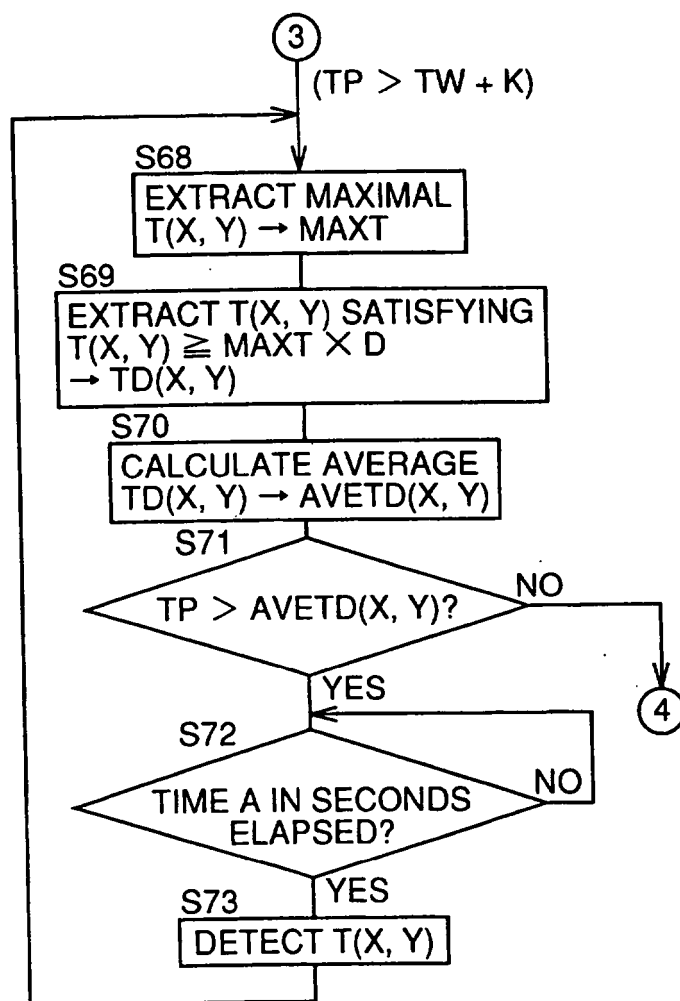 3
(TP > TW + K)
S68
EXTRACT MAXIMAL
T(X, Y) → MAXT
S69
EXTRACT T(X, Y) SATISFYING
T(X, Y) ≧ MAXT × D
→ TD(X, Y)
S70
CALCULATE AVERAGE
TD(X, Y) → AVETD(X, Y)
S71
TP > AVETD(X, Y)?
NO
YES
4
S72
TIME A IN SECONDS
ELAPSED?
NO
YES
S73
DETECT T(X, Y)